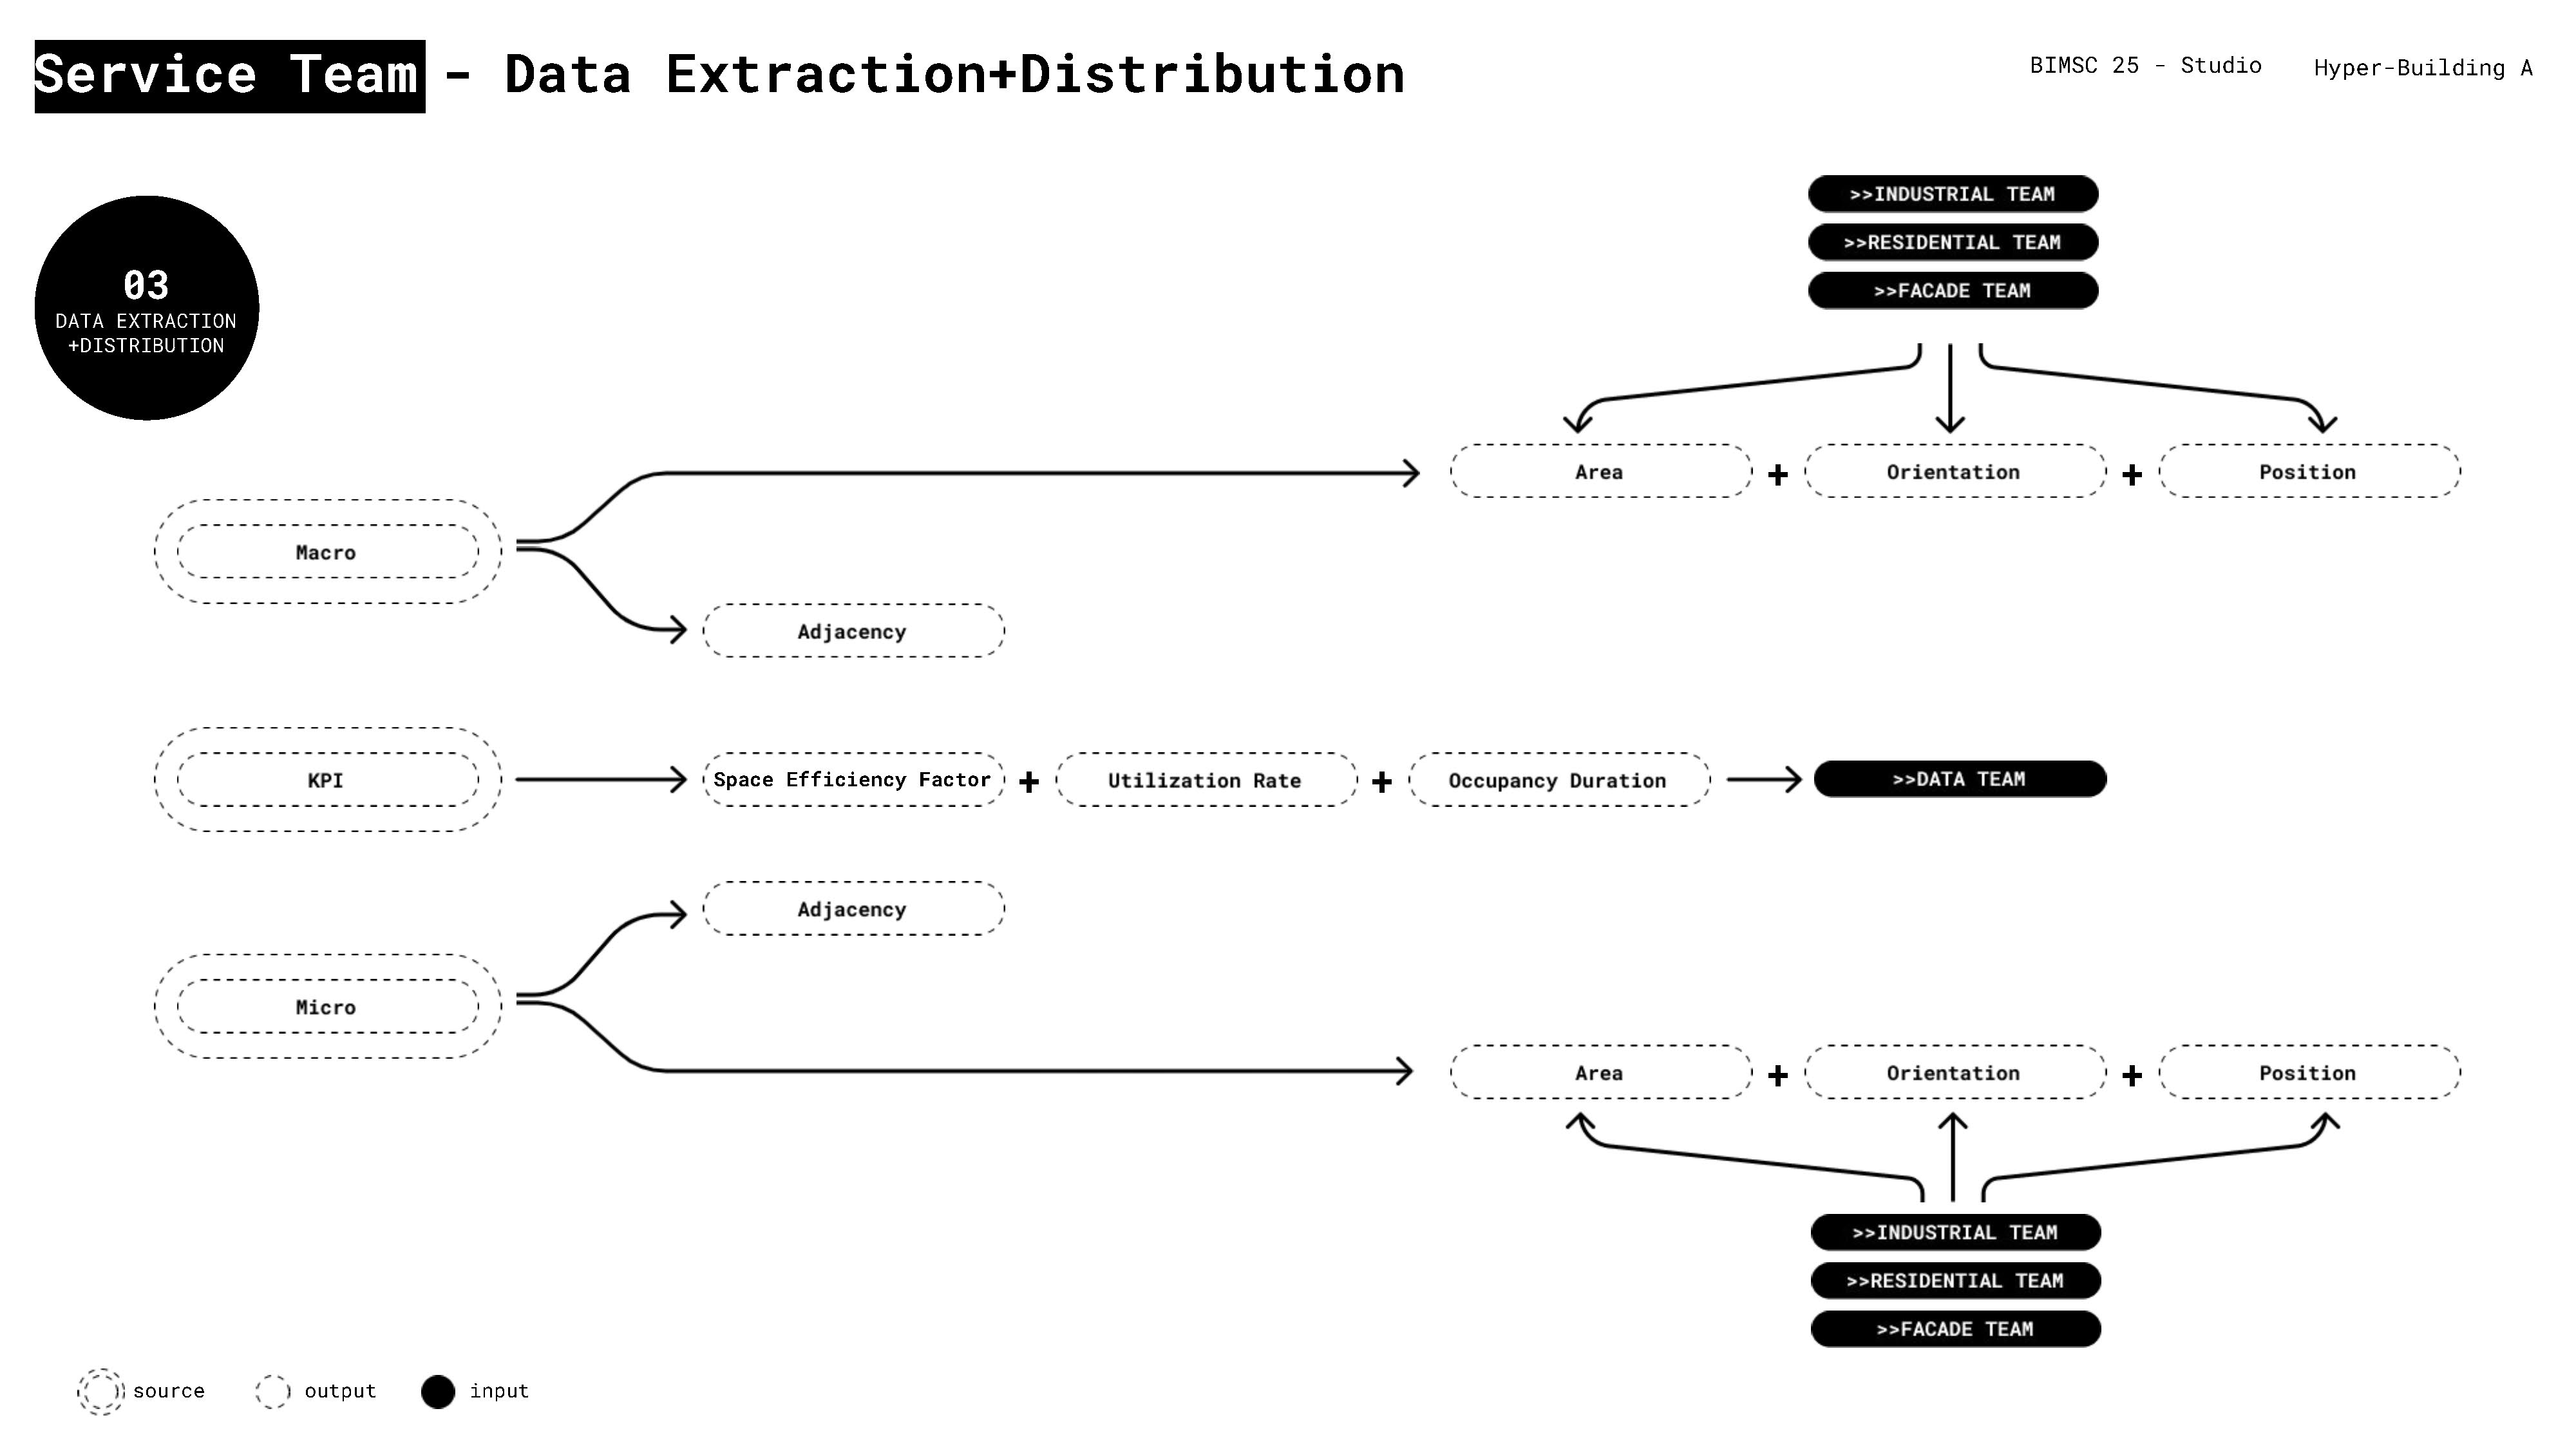 Service Team - Data Extraction+Distribution
BIMSC 25 - Studio
Hyper-Building A
03
DATA EXTRACTION
+DISTRIBUTION
>>INDUSTRIAL TEAM
>>RESIDENTIAL TEAM
>>FACADE TEAM
Area + Orientation + Position
Macro
Adjacency
KPI
Space Efficiency Factor + Utilization Rate + Occupancy Duration
>>DATA TEAM
Adjacency
Micro
Area + Orientation + Position
>>INDUSTRIAL TEAM
>>RESIDENTIAL TEAM
>>FACADE TEAM
source
output
input